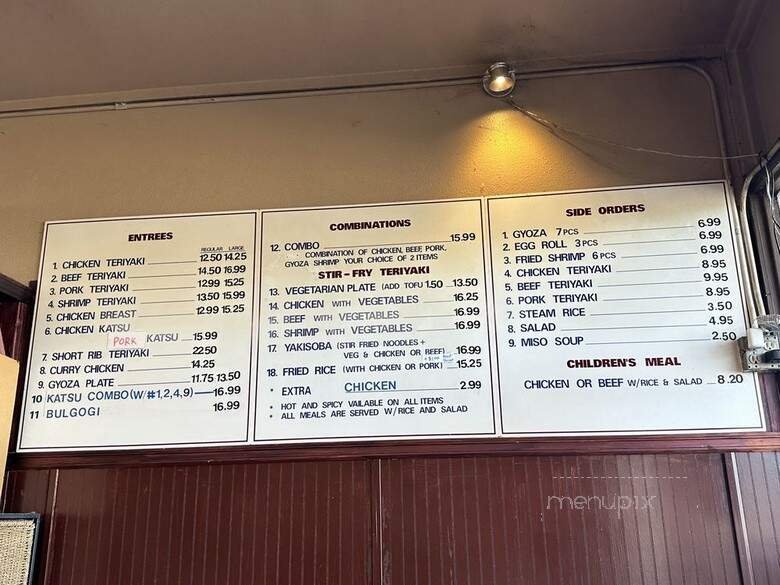 ENTREES
REGULAR LARGE
1. CHICKEN TERIYAKI 12.50 14.25
2. BEEF TERIYAKI 14.50 16.99
3. PORK TERIYAKI 12.99 15.25
4. SHRIMP TERIYAKI 13.50 15.99
5. CHICKEN BREAST 12.99 15.25
6. CHICKEN KATSU
PORK KATSU 15.99
7. SHORT RIB TERIYAKI 22.50
8. CURRY CHICKEN 14.25
9. GYOZA PLATE 11.75 13.50
10 KATSU COMBO (W/#1,2,4,9) 16.99
11 BULGOGI 16.99
COMBINATIONS
12. COMBO 15.99
COMBINATION OF CHICKEN, BEEF, PORK,
GYOZA SHRIMP YOUR CHOICE OF 2 ITEMS
STIR-FRY TERIYAKI
13. VEGETARIAN PLATE (ADD TOFU 1.50 13.50
14. CHICKEN WITH VEGETABLES 16.25
15. BEEF WITH VEGETABLES 16.99
16. SHRIMP WITH VEGETABLES 16.99
17. YAKISOBA (STIR FRIED NOODLES +
VEG & CHICKEN OR BEEF) 16.99
18. FRIED RICE (WITH CHICKEN OR PORK) 15.25
• EXTRA CHICKEN 2.99
• HOT AND SPICY VAILABLE ON ALL ITEMS
• ALL MEALS ARE SERVED W/RICE AND SALAD
SIDE ORDERS
1. GYOZA 7 PCS 6.99
2. EGG ROLL 3 PCS 6.99
3. FRIED SHRIMP 6 PCS 6.99
4. CHICKEN TERIYAKI 8.95
5. BEEF TERIYAKI 9.95
6. PORK TERIYAKI 8.95
7. STEAM RICE 3.50
8. SALAD 4.95
9. MISO SOUP 2.50
CHILDREN'S MEAL
CHICKEN OR BEEF W/RICE & SALAD 8.20
menupix